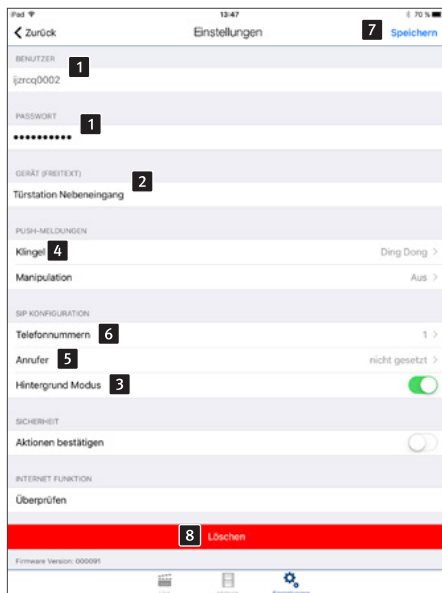 iPad 13:47 70 %
Zurück Einstellungen 7 Speichern
BENUTZER 1
ijzrcq0002
PASSWORT 1
••••••••••
GERÄT (FREITEXT) 2
Türstation Nebeneingang
PUSH-MELDUNGEN
Klingel 4 Ding Dong
Manipulation Aus
SIP KONFIGURATION
Telefonnummern 6 1
Anrufer 5 nicht gesetzt
Hintergrund Modus 3
SICHERHEIT
Aktionen bestätigen
INTERNET FUNKTION
Überprüfen
8 Löschen
Firmware Version: 000091
Einstellungen